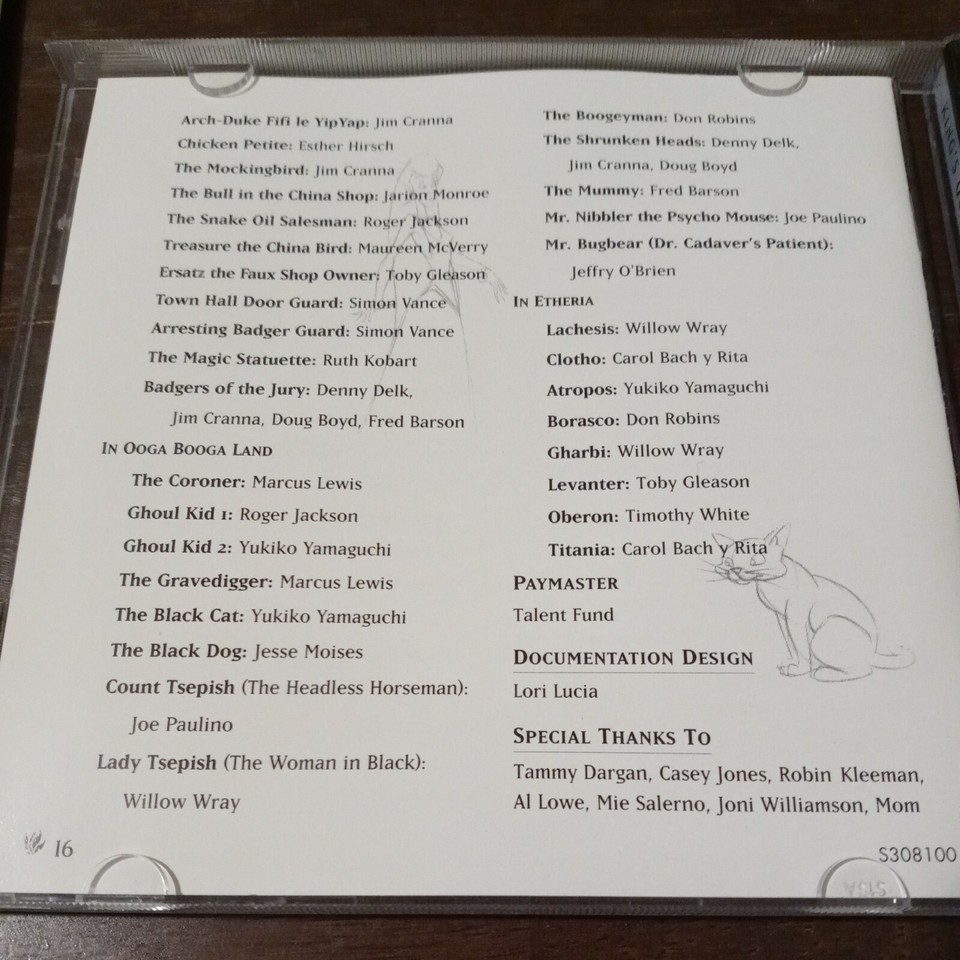 Arch-Duke Fifi le YipYap: Jim Cranna
Chicken Petite: Esther Hirsch
The Mockingbird: Jim Cranna
The Bull in the China Shop: Jarion Monroe
The Snake Oil Salesman: Roger Jackson
Treasure the China Bird: Maureen McVerry
Ersatz the Faux Shop Owner: Toby Gleason
Town Hall Door Guard: Simon Vance
Arresting Badger Guard: Simon Vance
The Magic Statuette: Ruth Kobart
Badgers of the Jury: Denny Delk,
Jim Cranna, Doug Boyd, Fred Barson
In Ooga Booga Land
The Coroner: Marcus Lewis
Ghoul Kid 1: Roger Jackson
Ghoul Kid 2: Yukiko Yamaguchi
The Gravedigger: Marcus Lewis
The Black Cat: Yukiko Yamaguchi
The Black Dog: Jesse Moises
Count Tsepish (The Headless Horseman):
Joe Paulino
Lady Tsepish (The Woman in Black):
Willow Wray
16
The Boogeyman: Don Robins
The Shrunken Heads: Denny Delk,
Jim Cranna, Doug Boyd
The Mummy: Fred Barson
Mr. Nibbler the Psycho Mouse: Joe Paulino
Mr. Bugbear (Dr. Cadaver's Patient):
Jeffry O'Brien
In Etheria
Lachesis: Willow Wray
Clotho: Carol Bach y Rita
Atropos: Yukiko Yamaguchi
Borasco: Don Robins
Gharbi: Willow Wray
Levanter: Toby Gleason
Oberon: Timothy White
Titania: Carol Bach y Rita
Paymaster
Talent Fund
Documentation Design
Lori Lucia
Special Thanks To
Tammy Dargan, Casey Jones, Robin Kleeman,
Al Lowe, Mie Salerno, Joni Williamson, Mom
S308100
KING'S